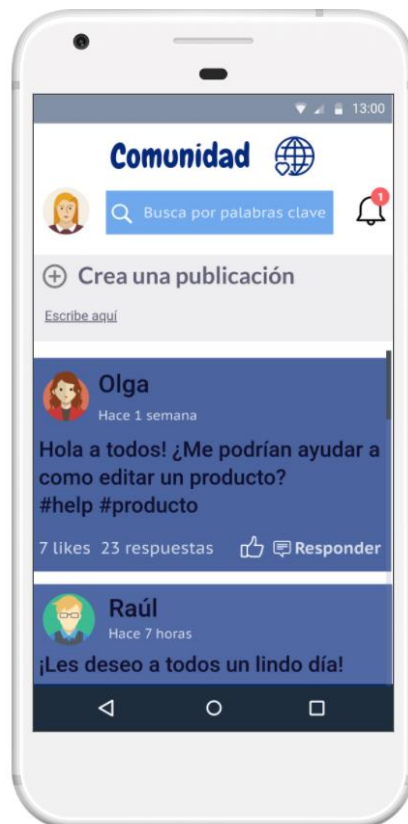 13:00
Comunidad
Busca por palabras clave
1
Crea una publicación
Escribe aquí
Olga
Hace 1 semana
Hola a todos! ¿Me podrían ayudar a
como editar un producto?
#help #producto
7 likes 23 respuestas Responder
Raúl
Hace 7 horas
¡Les deseo a todos un lindo día!